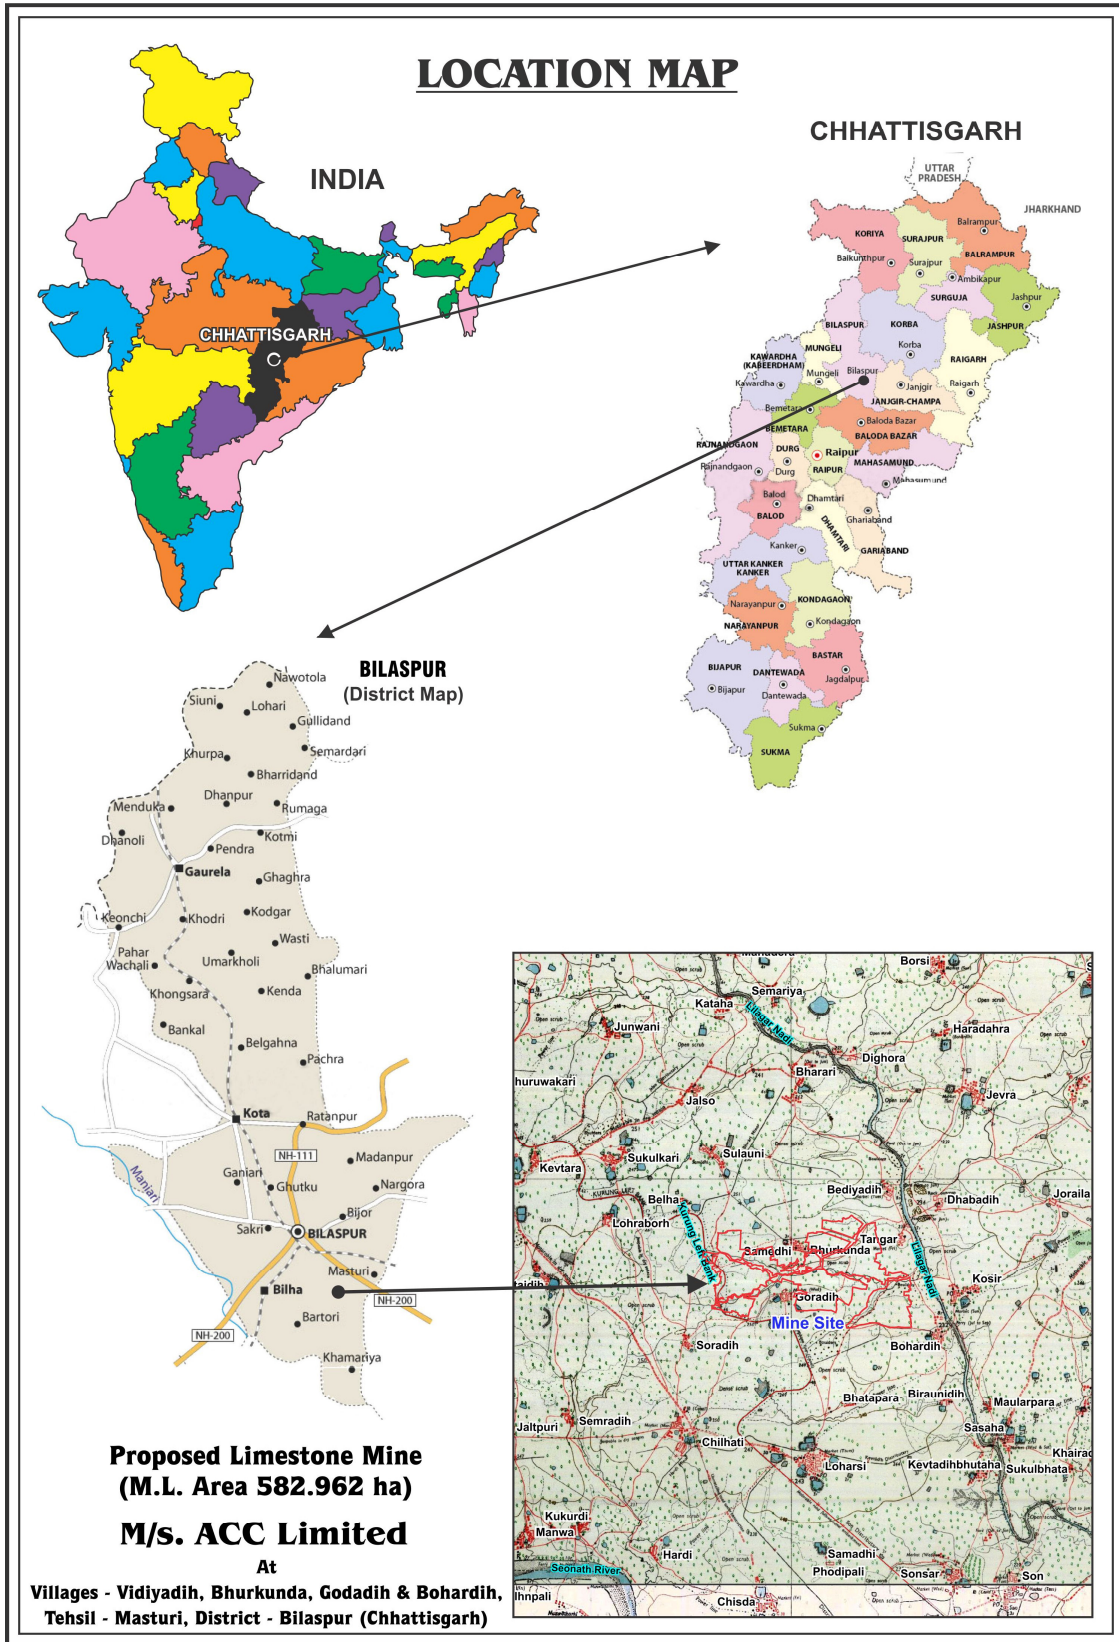 LOCATION MAP
INDIA
CHHATTISGARH
CHHATTISGARH
UTTAR
PRADESH
JHARKHAND
KORIYA
Baikunthpur
SURAJPUR
Surajpur
Balrampur
BALRAMPUR
Ambikapur
SURGUJA
Jashpur
JASHPUR
BILASPUR
KORBA
Korba
MUNGELI
Mungeli
RAIGARH
Raigarh
KAWARDHA
(KABEERDHAM)
Kawardha
Bilaspur
Janjgir
JANJGIR-CHAMPA
Bemetara
BEMETARA
Baloda Bazar
BALODA BAZAR
RAJNANDGAON
Rajnandgaon
DURG
Durg
Raipur
RAIPUR
MAHASAMUND
Mahasumund
Balod
BALOD
Dhamtari
DHAMTARI
Ghariaband
GARIABAND
Kanker
UTTAR KANKER
KANKER
Narayanpur
NARAYANPUR
KONDAGAON
Kondagaon
BASTAR
Jagdalpur
BIJAPUR
Bijapur
DANTEWADA
Dantewada
Sukma
SUKMA
BILASPUR
(District Map)
Nawotola
Siuni
Lohari
Gullidand
Semardari
Khurpa
Bharridand
Dhanpur
Menduka
Rumaga
Dhanoli
Kotmi
Pendra
Gaurela
Ghaghra
Keonchi
Khodri
Kodgar
Wasti
Pahar
Wachali
Umarkholi
Bhalumari
Khongsara
Kenda
Bankal
Belgahna
Pachra
Kota
Ratanpur
NH-111
Madanpur
Maniari
Ganiari
Ghutku
Nargora
Bijor
Sakri
BILASPUR
Masturi
Bilha
NH-200
Bartori
NH-200
Khamariya
Borsi
Semariya
Kataha
Lilagar Nadi
Junwani
Haradahra
Dighora
Bharari
huruwakari
Jalso
Jevra
Sukulkari
Sulauni
Kevtara
Bediyadih
Dhabadih
Joraila
KURUNG LEFT
Belha
Lohraborh
Kurung Left Bank
Samedhi
Bhurkunda
Tangar
Lilagar Nadi
taidih
Kosir
Goradih
Mine Site
Soradih
Bohardih
Bhatapara
Biraunidih
Maularpara
Jaltpuri
Semradih
Chilhati
Sasaha
Loharsi
Kevtadihbhutaha
Sukulbhata
Khairad
Kukurdi
Manwa
Hardi
Samadhi
Phodipali
Sonsar
Son
Seonath River
Ihnpali
Chisda
Proposed Limestone Mine
(M.L. Area 582.962 ha)
M/s. ACC Limited
At
Villages - Vidiyadih, Bhurkunda, Godadih & Bohardih,
Tehsil - Masturi, District - Bilaspur (Chhattisgarh)